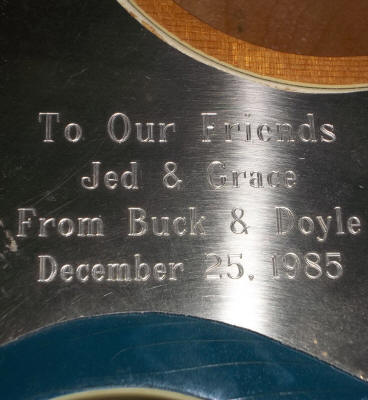 To Our Friends
Jed & Grace
From Buck & Doyle
December 25, 1985